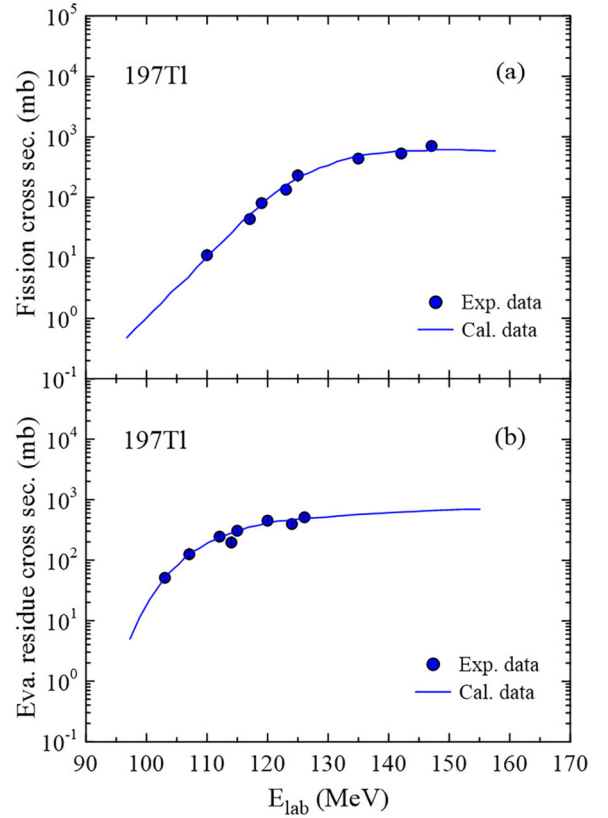 10^5
197Tl
(a)
10^4
10^3
10^2
10^1
10^0
10^-1
Fission cross sec. (mb)
Exp. data
Cal. data
197Tl
(b)
10^4
10^3
10^2
10^1
10^0
10^-1
Eva. residue cross sec. (mb)
Exp. data
Cal. data
90 100 110 120 130 140 150 160 170
E_lab (MeV)